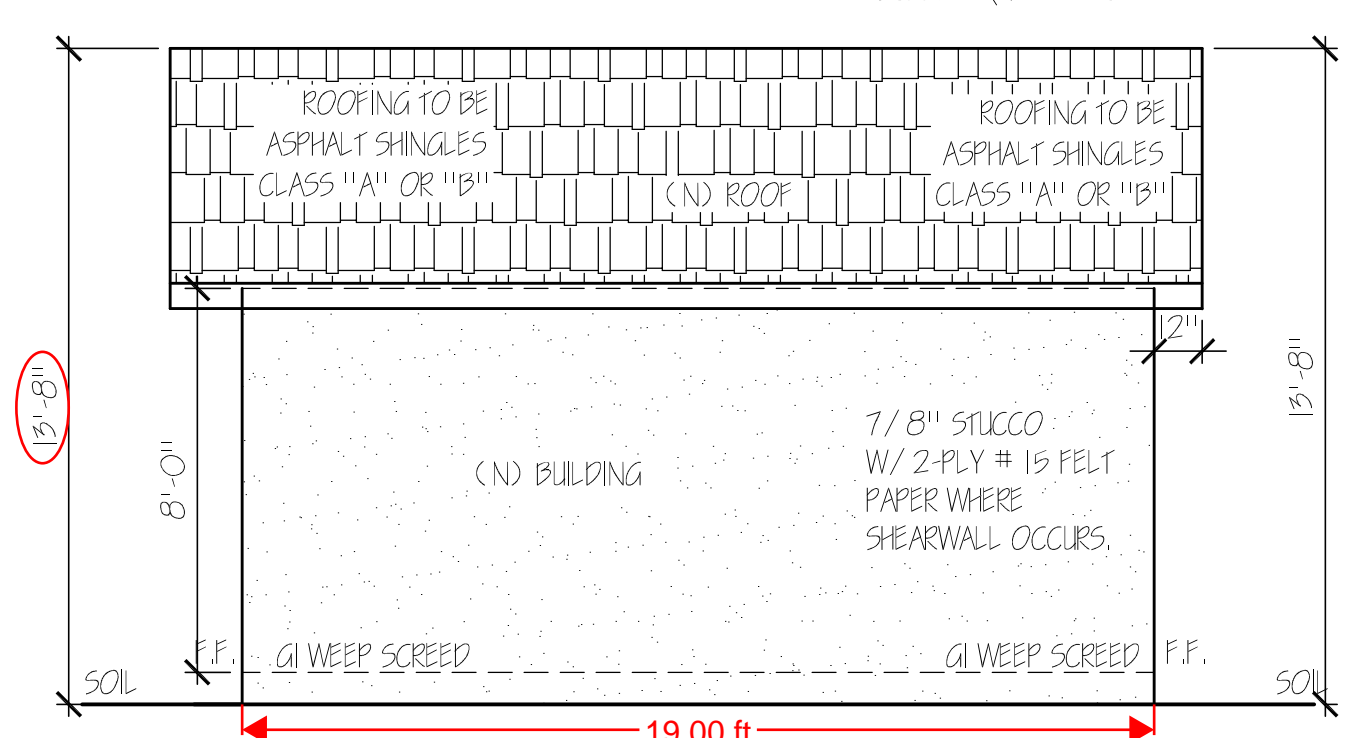 ROOFING TO BE
ASPHALT SHINGLES
CLASS "A" OR "B"
(N) ROOF
ROOFING TO BE
ASPHALT SHINGLES
CLASS "A" OR "B"
12"
13'-8"
13'-8"
8'-0"
(N) BUILDING
7/8" STUCCO
W/ 2-PLY # 15 FELT
PAPER WHERE
SHEARWALL OCCURS.
F.F.
GI WEEP SCREED
GI WEEP SCREED
F.F.
SOIL
SOIL
19.00 ft